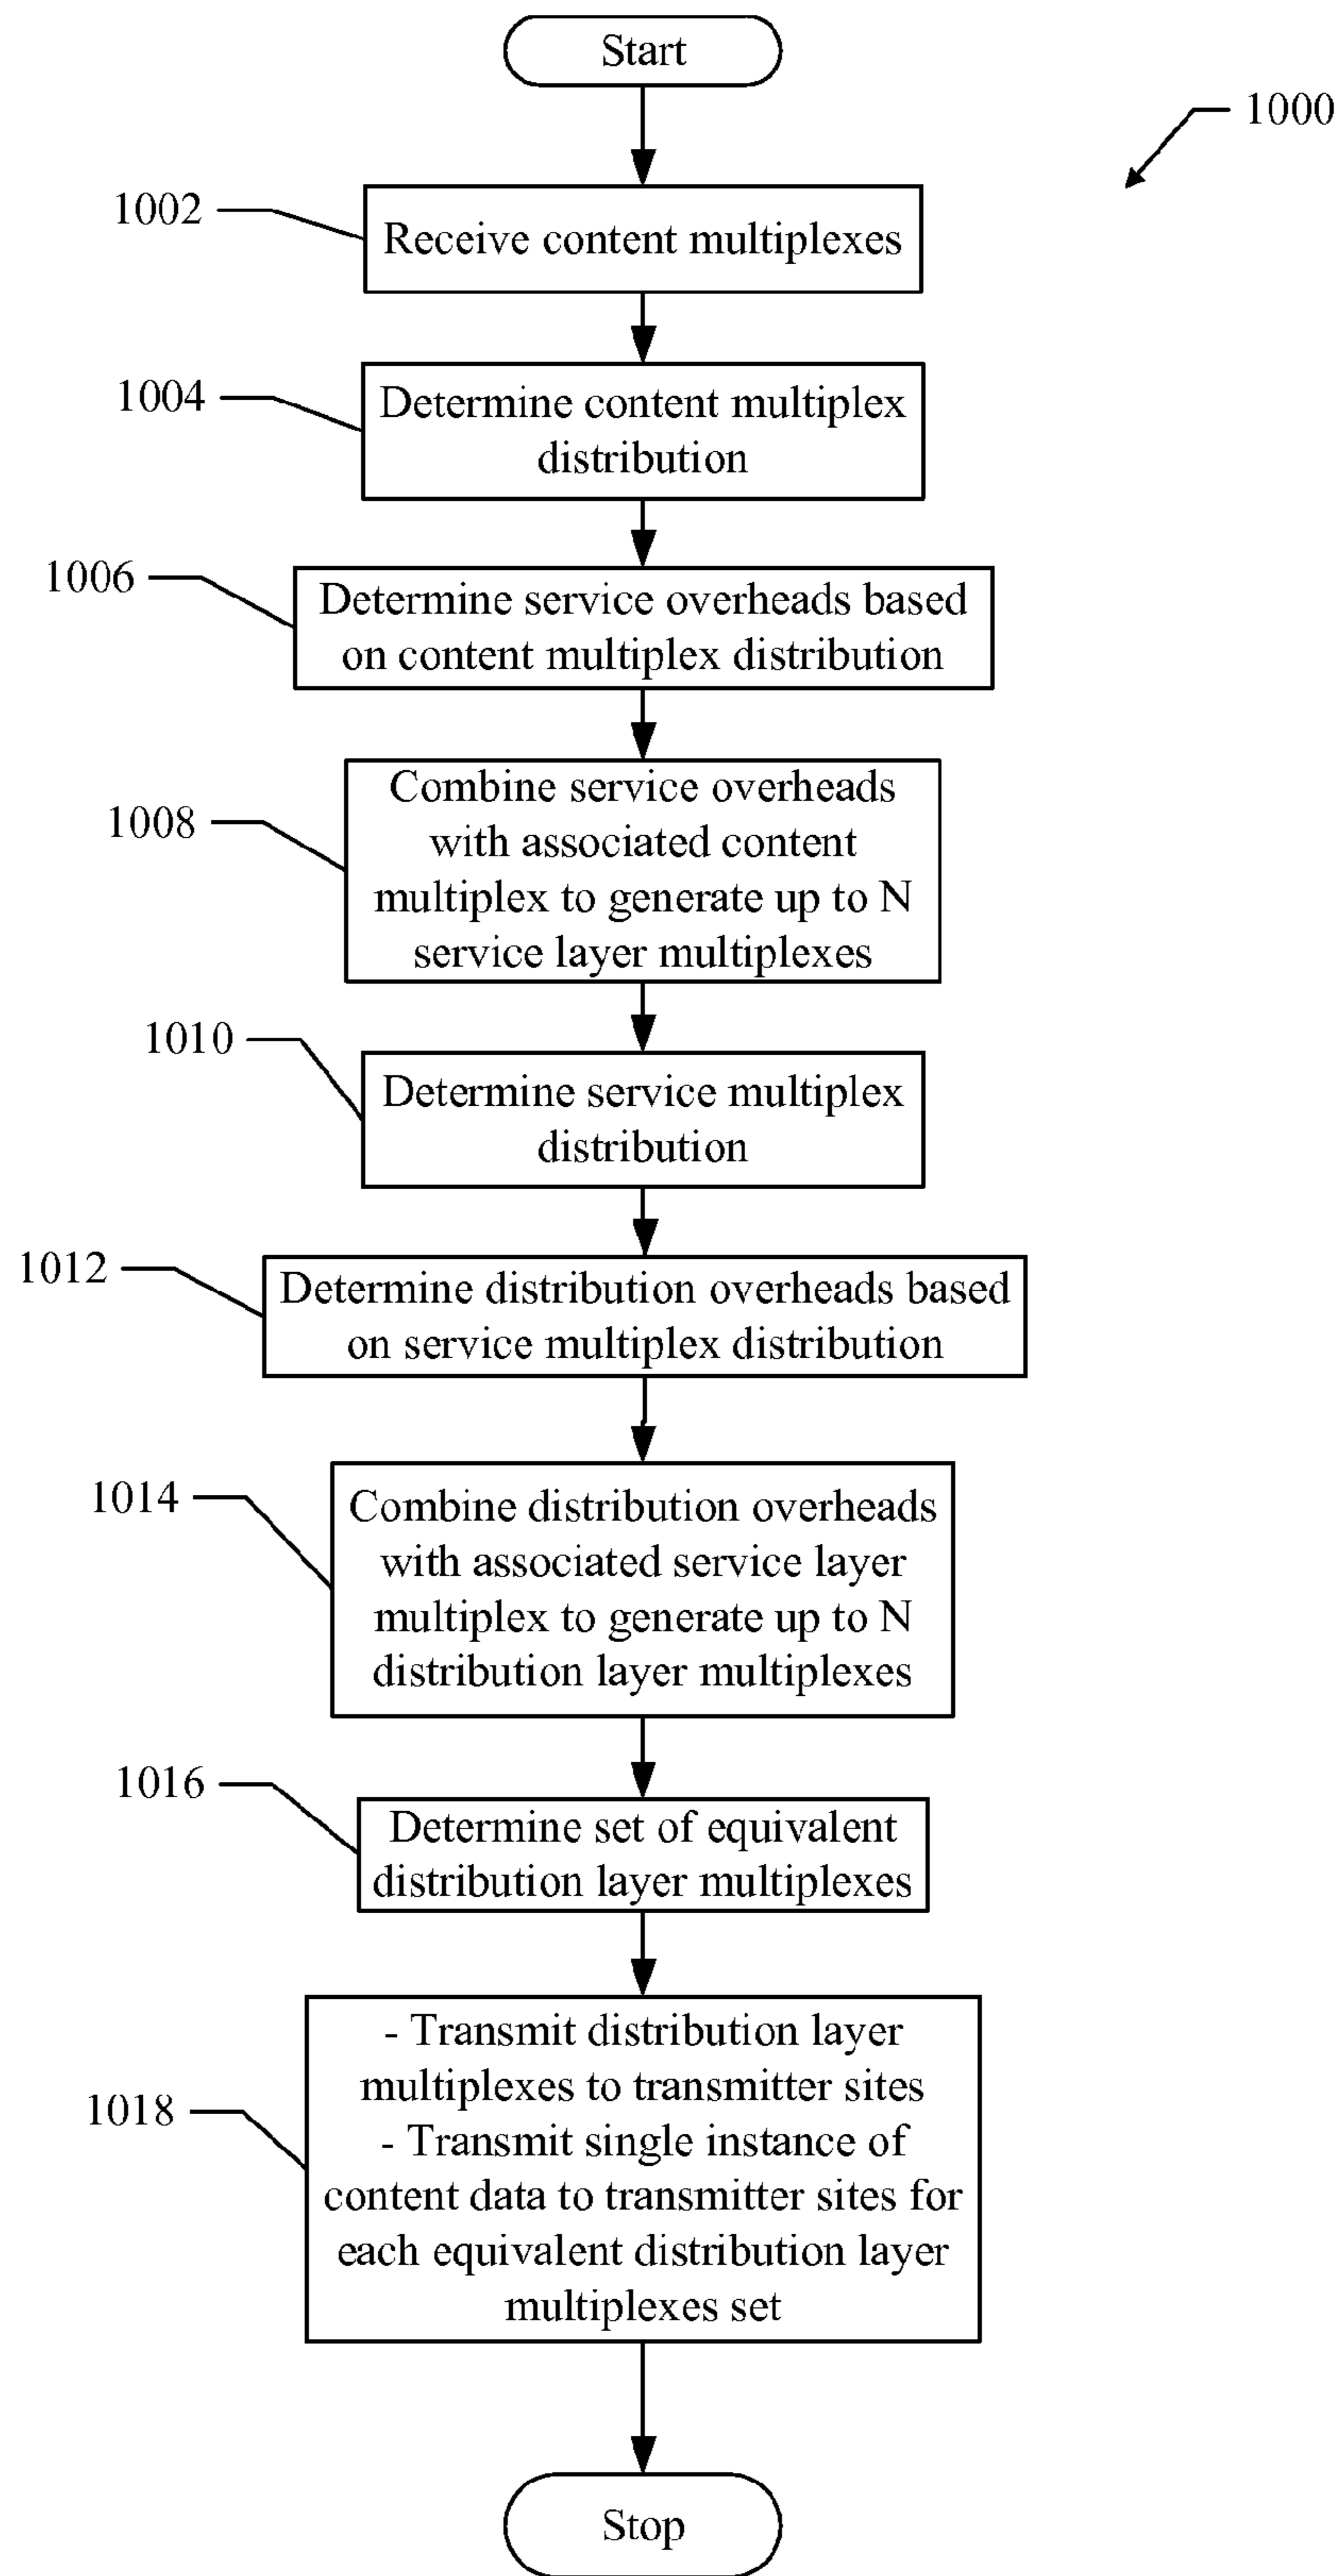 Start
1000
1002
Receive content multiplexes
1004
Determine content multiplex
distribution
1006
Determine service overheads based
on content multiplex distribution
1008
Combine service overheads
with associated content
multiplex to generate up to N
service layer multiplexes
1010
Determine service multiplex
distribution
1012
Determine distribution overheads based
on service multiplex distribution
1014
Combine distribution overheads
with associated service layer
multiplex to generate up to N
distribution layer multiplexes
1016
Determine set of equivalent
distribution layer multiplexes
1018
- Transmit distribution layer
multiplexes to transmitter sites
- Transmit single instance of
content data to transmitter sites for
each equivalent distribution layer
multiplexes set
Stop